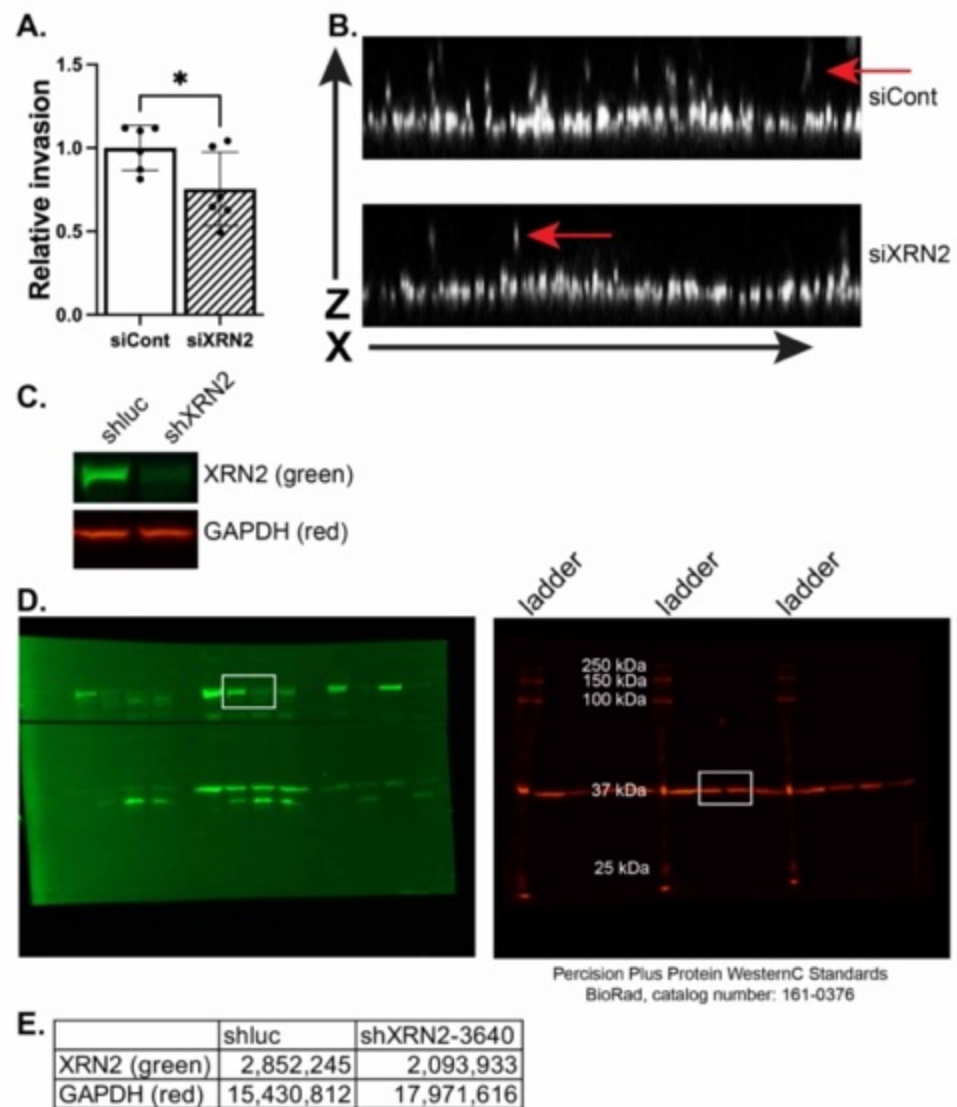 A.
*
1.5
1.0
0.5
0.0
Relative invasion
siCont
siXRN2
B.
siCont
siXRN2
Z
X
C.
shluc
shXRN2
XRN2 (green)
GAPDH (red)
D.
ladder
ladder
ladder
250 kDa
150 kDa
100 kDa
37 kDa
25 kDa
Percision Plus Protein WesternC Standards
BioRad, catalog number: 161-0376
E.
shluc shXRN2-3640
XRN2 (green) 2,852,245 2,093,933
GAPDH (red) 15,430,812 17,971,616